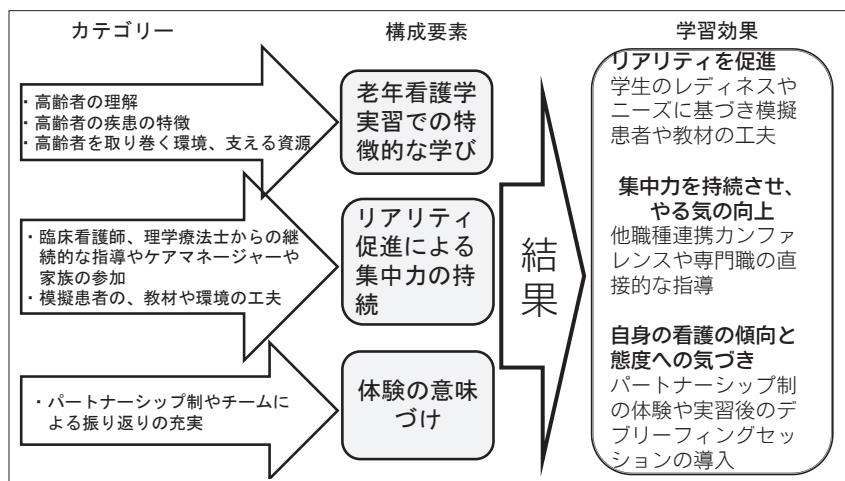 カテゴリー
構成要素
学習効果
・高齢者の理解
・高齢者の疾患の特徴
・高齢者を取り巻く環境、支える資源
老年看護学
実習での特
徴的な学び
・臨床看護師、理学療法士からの継
続的な指導やケアマネージャーや
家族の参加
・模擬患者の、教材や環境の工夫
リアリティ
促進による
集中力の持
続
・パートナーシップ制やチームに
よる振り返りの充実
体験の意味
づけ
結
果
リアリティを促進
学生のレディネスや
ニーズに基づき模擬
患者や教材の工夫
集中力を持続させ、
やる気の向上
他職種連携カンファ
レンスや専門職の直
接的な指導
自身の看護の傾向と
態度への気づき
パートナーシップ制
の体験や実習後のデ
ブリーフィングセッ
ションの導入